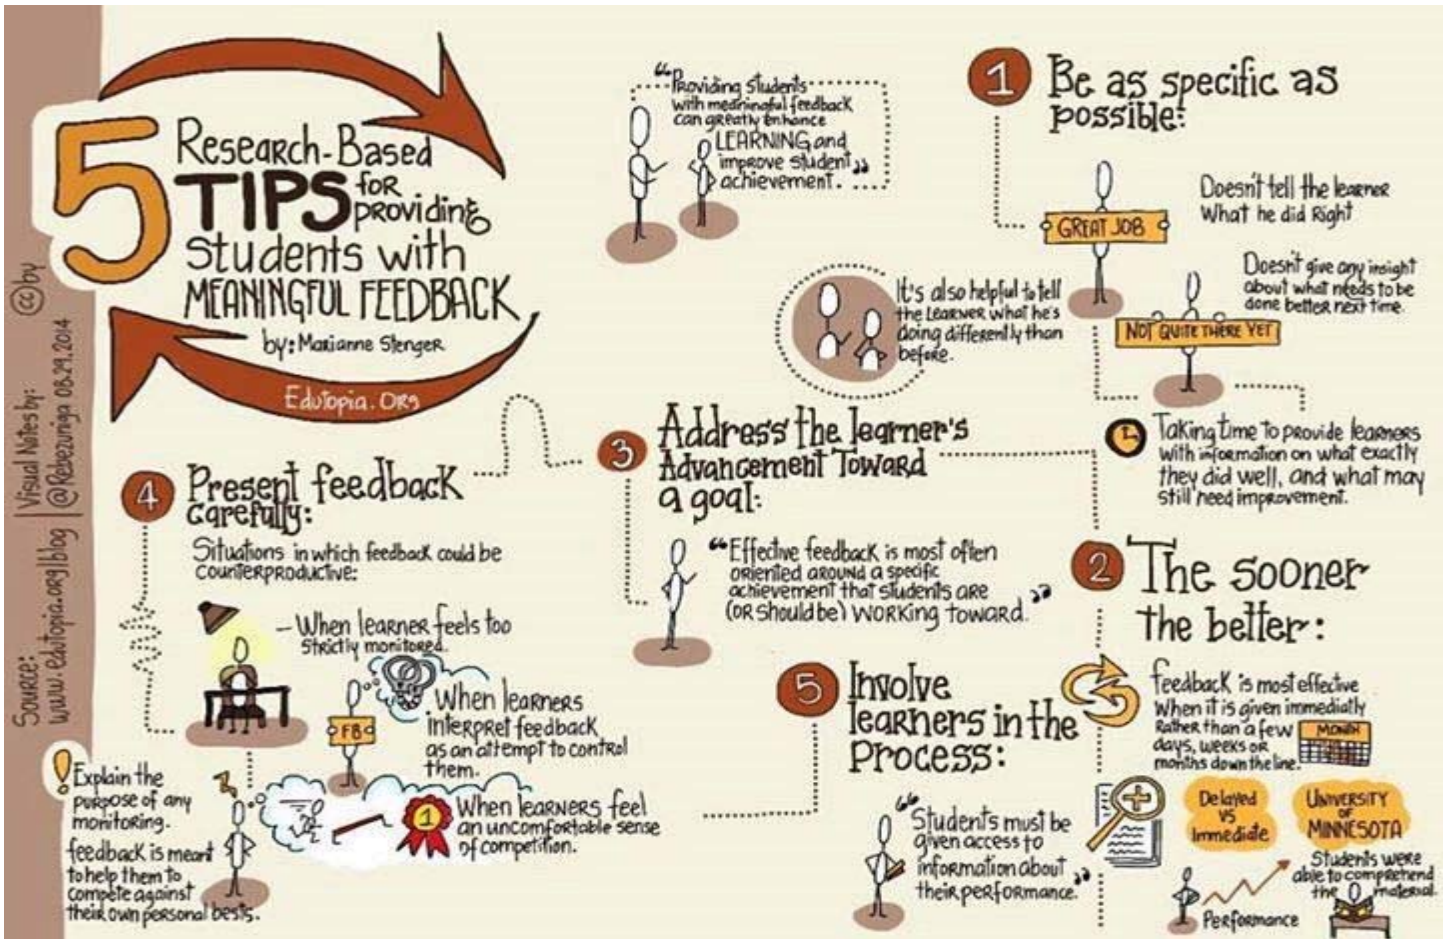 5
Research-Based
TIPS for
providing
Students with
MEANINGFUL FEEDBACK
by: Marianne Stenger
Edutopia.Org
Source:
www.edutopia.org||blog
Visual Notes by:
@Rebezuniga 08.29.2014
cc by
“Providing students
with meaningful feedback
can greatly enhance
LEARNING and
improve student
achievement.”
1
Be as specific as
possible:
GREAT JOB
Doesn't tell the learner
What he did Right
NOT QUITE THERE YET
Doesn't give any insight
about what needs to be
done better next time.
It's also helpful to tell
the Learner what he's
doing differently than
before.
Taking time to provide learners
with information on what exactly
they did well, and what may
still need improvement.
2
The sooner
the better:
feedback is most effective
When it is given immediatly
Rather than a few
days, weeks or
months down the line.
MONTH
Delayed
vs
Immediate
UNIVERSITY
OF
MINNESOTA
Performance
Students were
able to comprehend
the material.
3
Address the learner's
Advancement Toward
a goal:
“Effective feedback is most often
oriented around a specific
achievement that students are
(or should be) working toward.”
4
Present feedback
carefully:
Situations in which feedback could be
counterproductive:
– When learner feels too
strictly monitored.
FB
When learners
interpret feedback
as an attempt to control
them.
1
When learners feel
an uncomfortable sense
of competition.
! Explain the
purpose of any
monitoring.
feedback is meant
to help them to
compete against
their own personal bests.
5
Involve
learners in the
Process:
“Students must be
given access to
information about
their performance.”